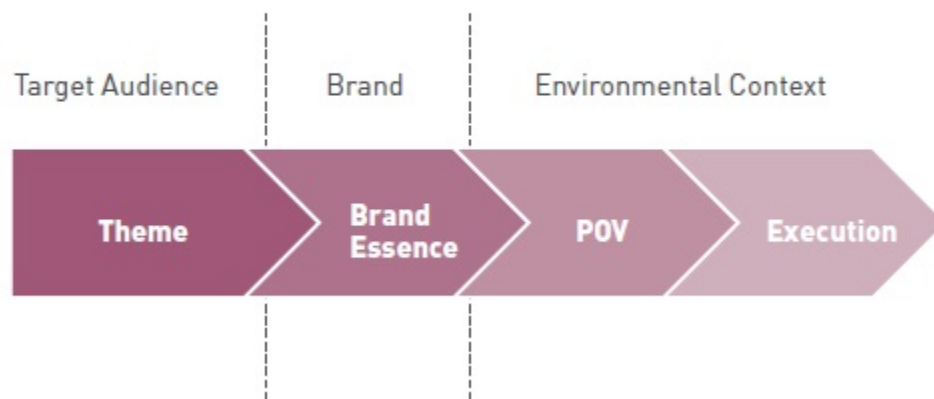 Target Audience
Brand
Environmental Context
Theme
Brand
Essence
POV
Execution